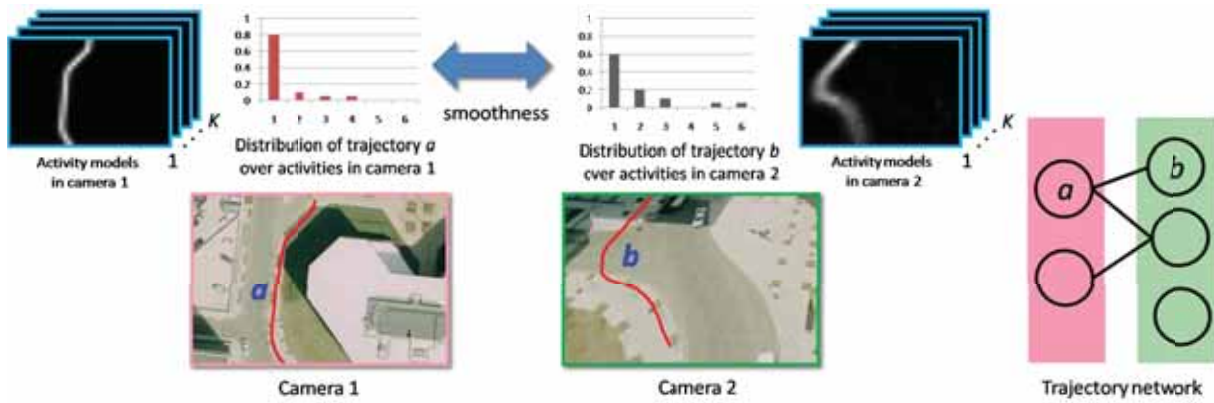 1
0.8
0.6
0.4
0.2
0
1 1 3 4 5 6
smoothness
1
0.8
0.6
0.4
0.2
0
1 2 3 4 5 6
K
1
Activity models
in camera 1
Distribution of trajectory a
over activities in camera 1
Distribution of trajectory b
over activities in camera 2
K
1
Activity models
in camera 2
a
b
a
b
Camera 1
Camera 2
Trajectory network